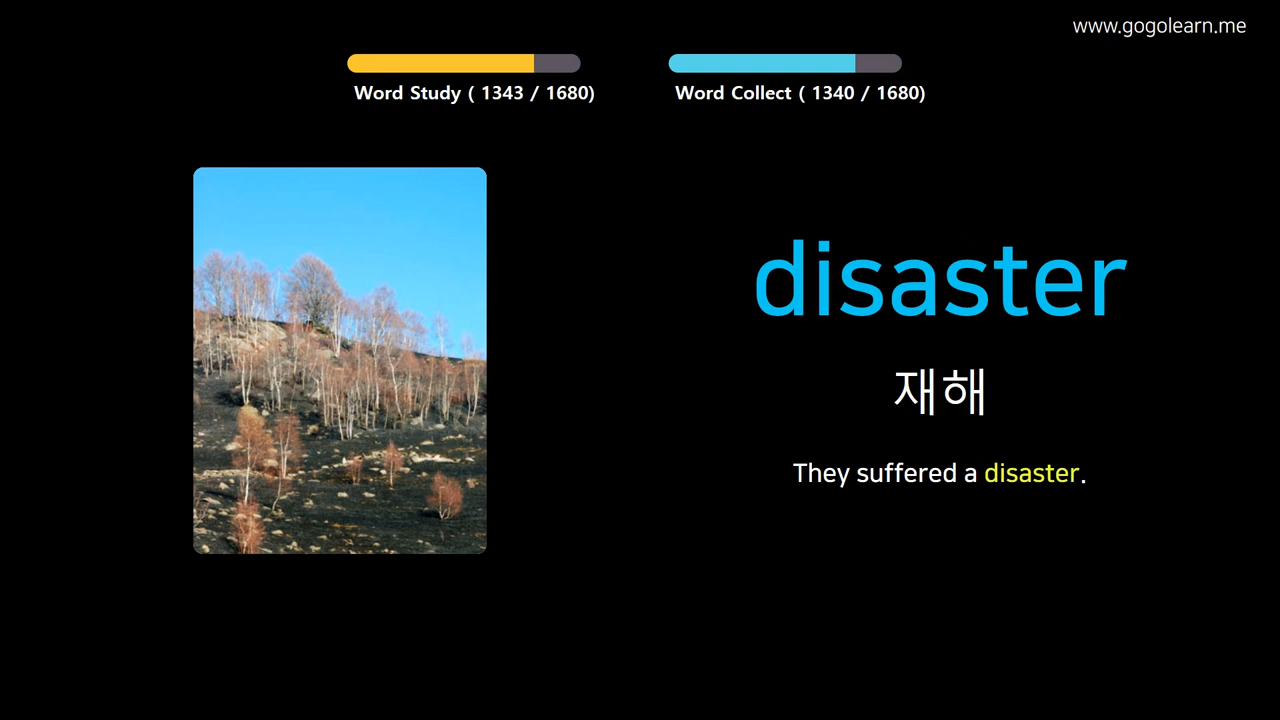 www.gogolearn.me
Word Study ( 1343 / 1680)
Word Collect ( 1340 / 1680)
disaster
재해
They suffered a disaster.